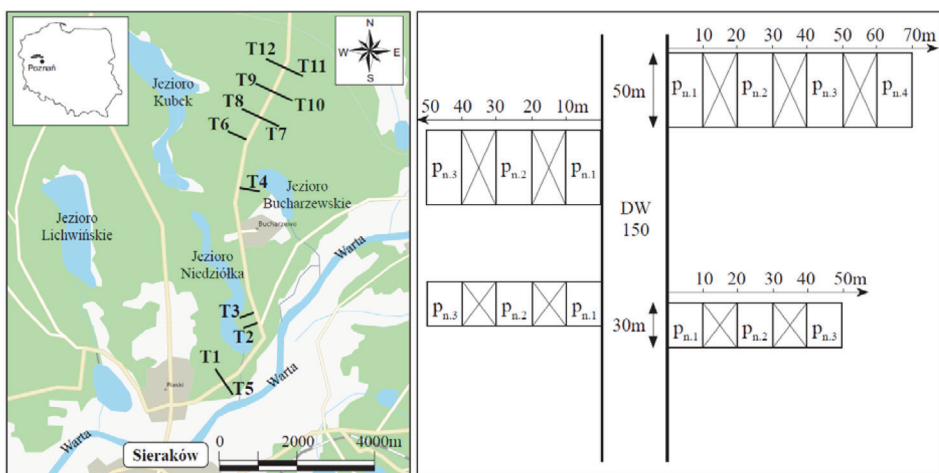 Poznań
N
W E
S
Jezioro
Kubek
T12
T11
T9
T10
T8
T7
T6
T4
Jezioro
Bucharzewskie
Bucharzewo
Jezioro
Lichwińskie
Jezioro
Niedziółka
Warta
T3
T2
T1
T5
Piaski
Warta
Warta
Sieraków
0 2000 4000m
10 20 30 40 50 60 70m
50m
pn.1 pn.2 pn.3 pn.4
50 40 30 20 10m
pn.3 pn.2 pn.1
DW
150
10 20 30 40 50m
pn.3 pn.2 pn.1
30m
pn.1 pn.2 pn.3